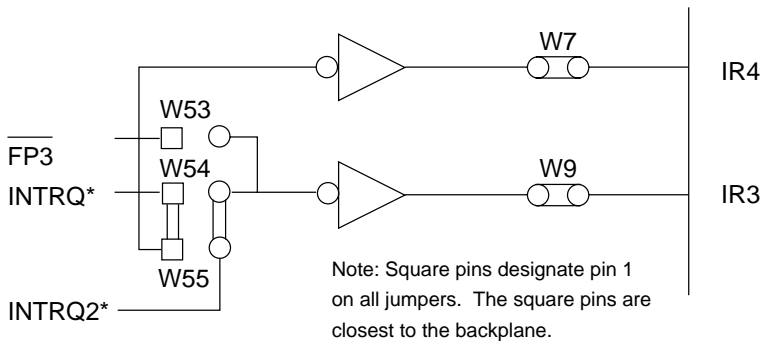 W7
IR4
W53
FP3
W54
INTRQ*
W9
IR3
W55
INTRQ2*
Note: Square pins designate pin 1
on all jumpers. The square pins are
closest to the backplane.